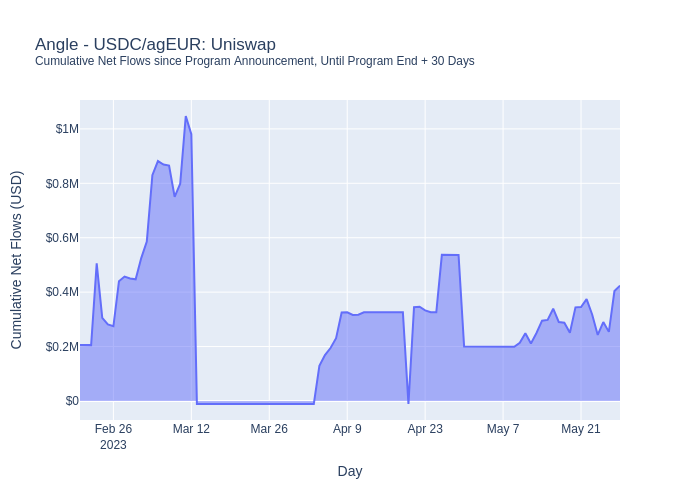 Angle - USDC/agEUR: Uniswap
Cumulative Net Flows since Program Announcement, Until Program End + 30 Days
Cumulative Net Flows (USD)
$1M
$0.8M
$0.6M
$0.4M
$0.2M
$0
Feb 26 Mar 12 Mar 26 Apr 9 Apr 23 May 7 May 21
2023
Day